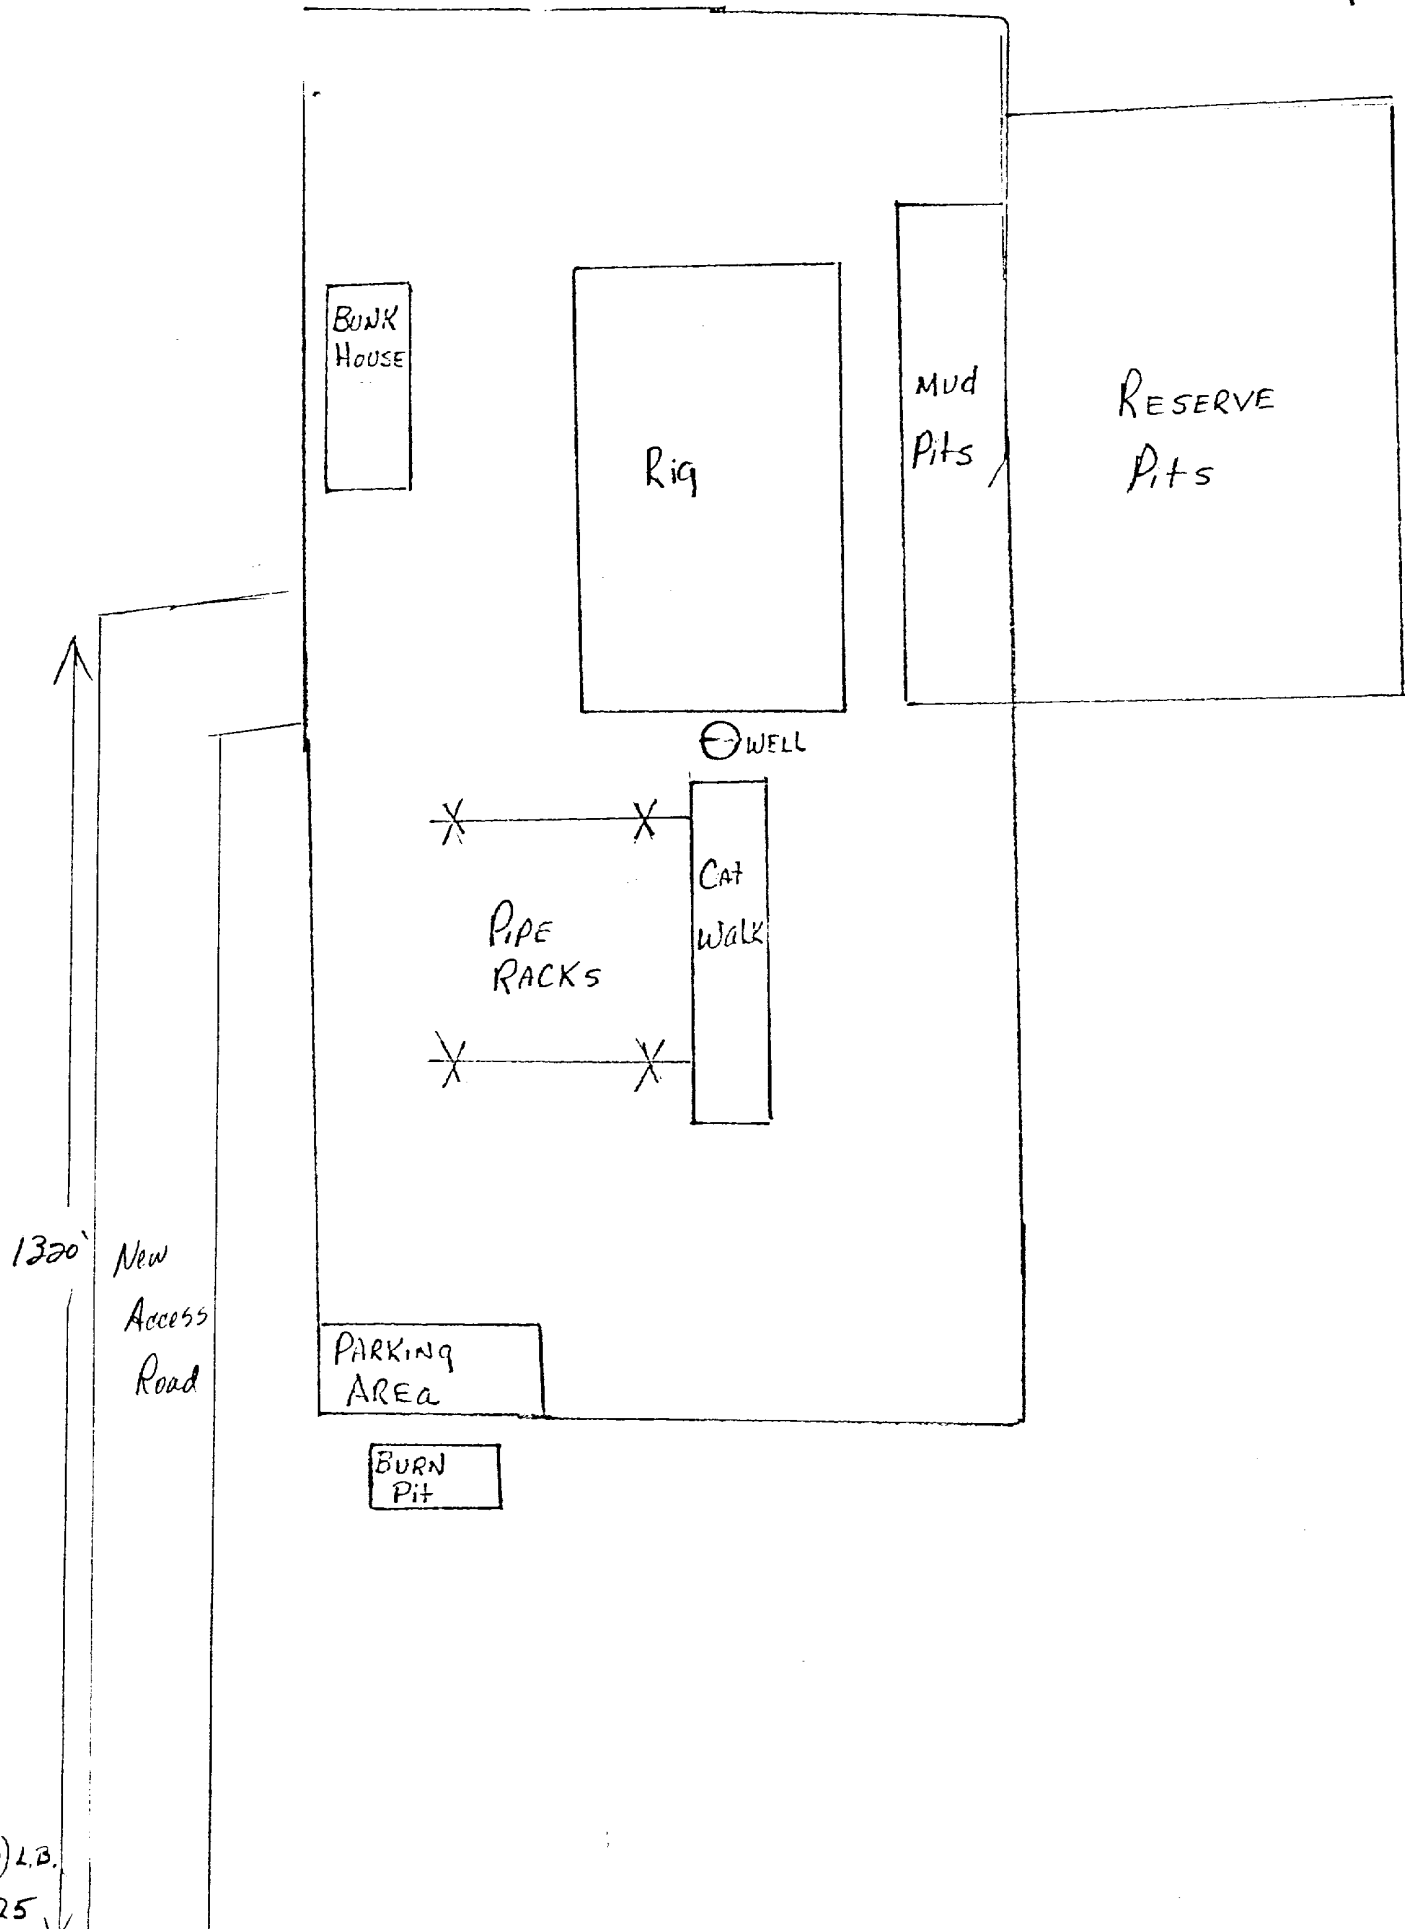 BUNK
HOUSE
Rig
Mud
Pits
RESERVE
Pits
WELL
CAt
Walk
PIPE
RACKS
1320'
New
Access
Road
PARKINg
AREa
BURN
Pit
L.B.
25